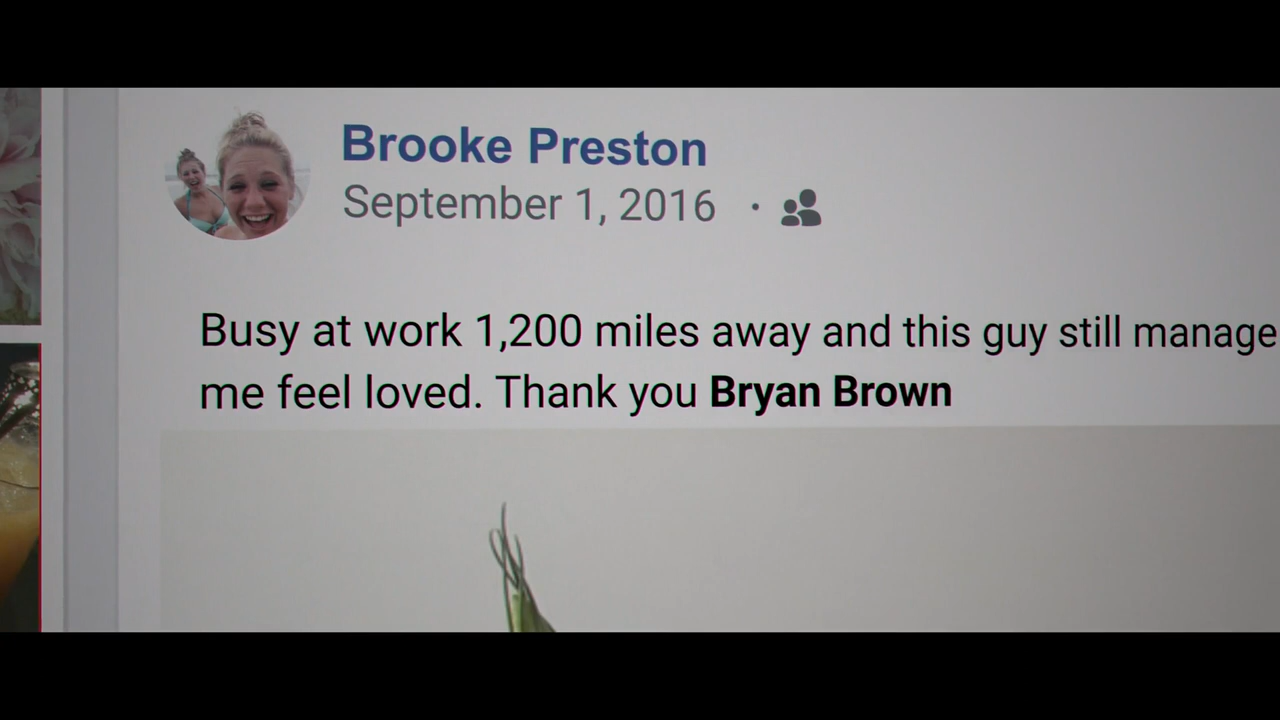 Brooke Preston
September 1, 2016 ·
Busy at work 1,200 miles away and this guy still manage
me feel loved. Thank you Bryan Brown